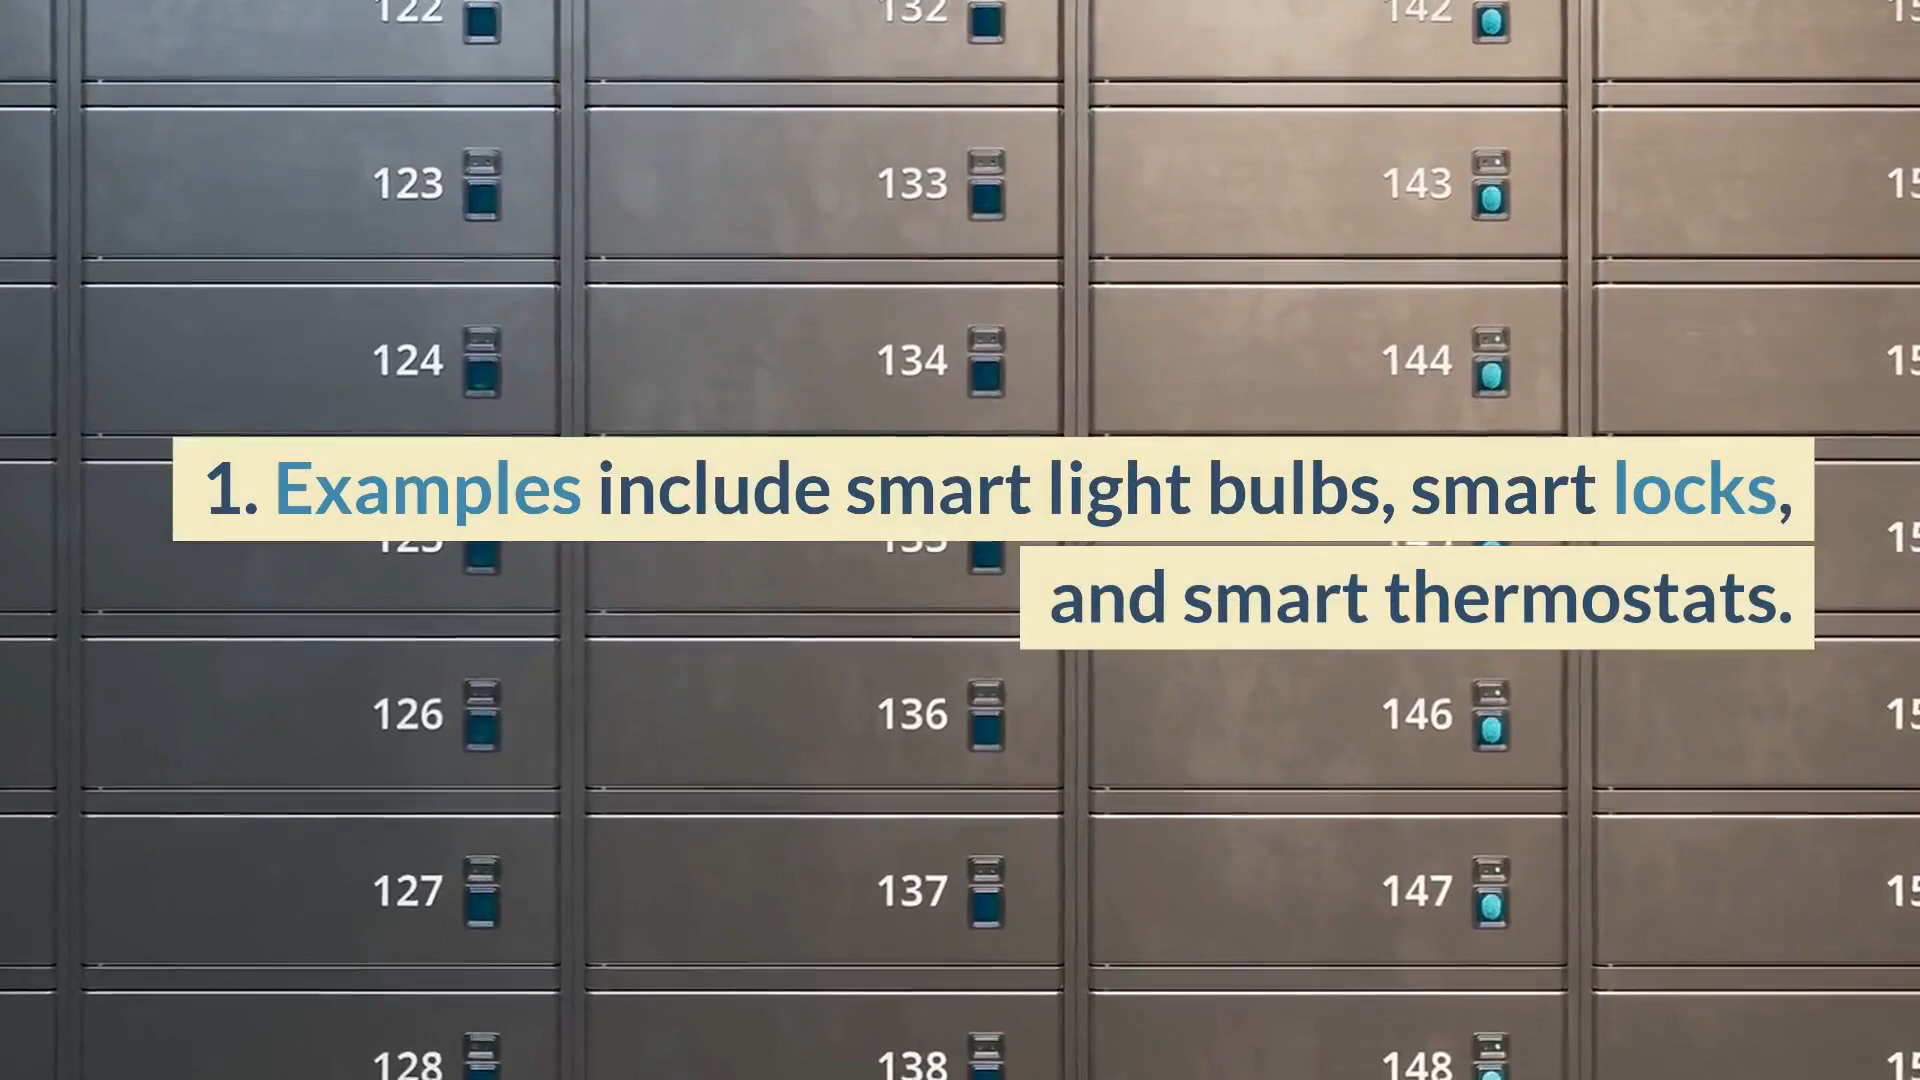 122 132 142
123 133 143
124 134 144
1. Examples include smart light bulbs, smart locks,
and smart thermostats.
126 136 146
127 137 147
128 138 148